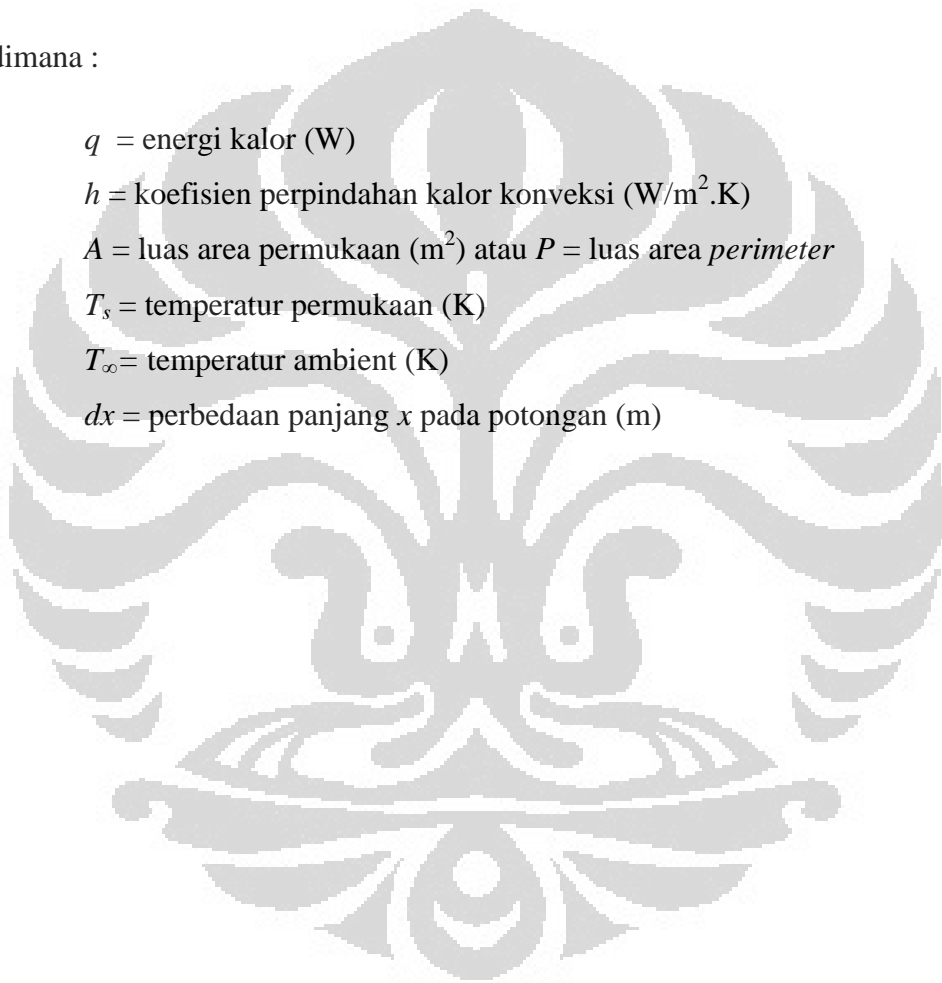 dimana :
q = energi kalor (W)
h = koefisien perpindahan kalor konveksi (W/m².K)
A = luas area permukaan (m²) atau P = luas area perimeter
Tₛ = temperatur permukaan (K)
T∞= temperatur ambient (K)
dx = perbedaan panjang x pada potongan (m)